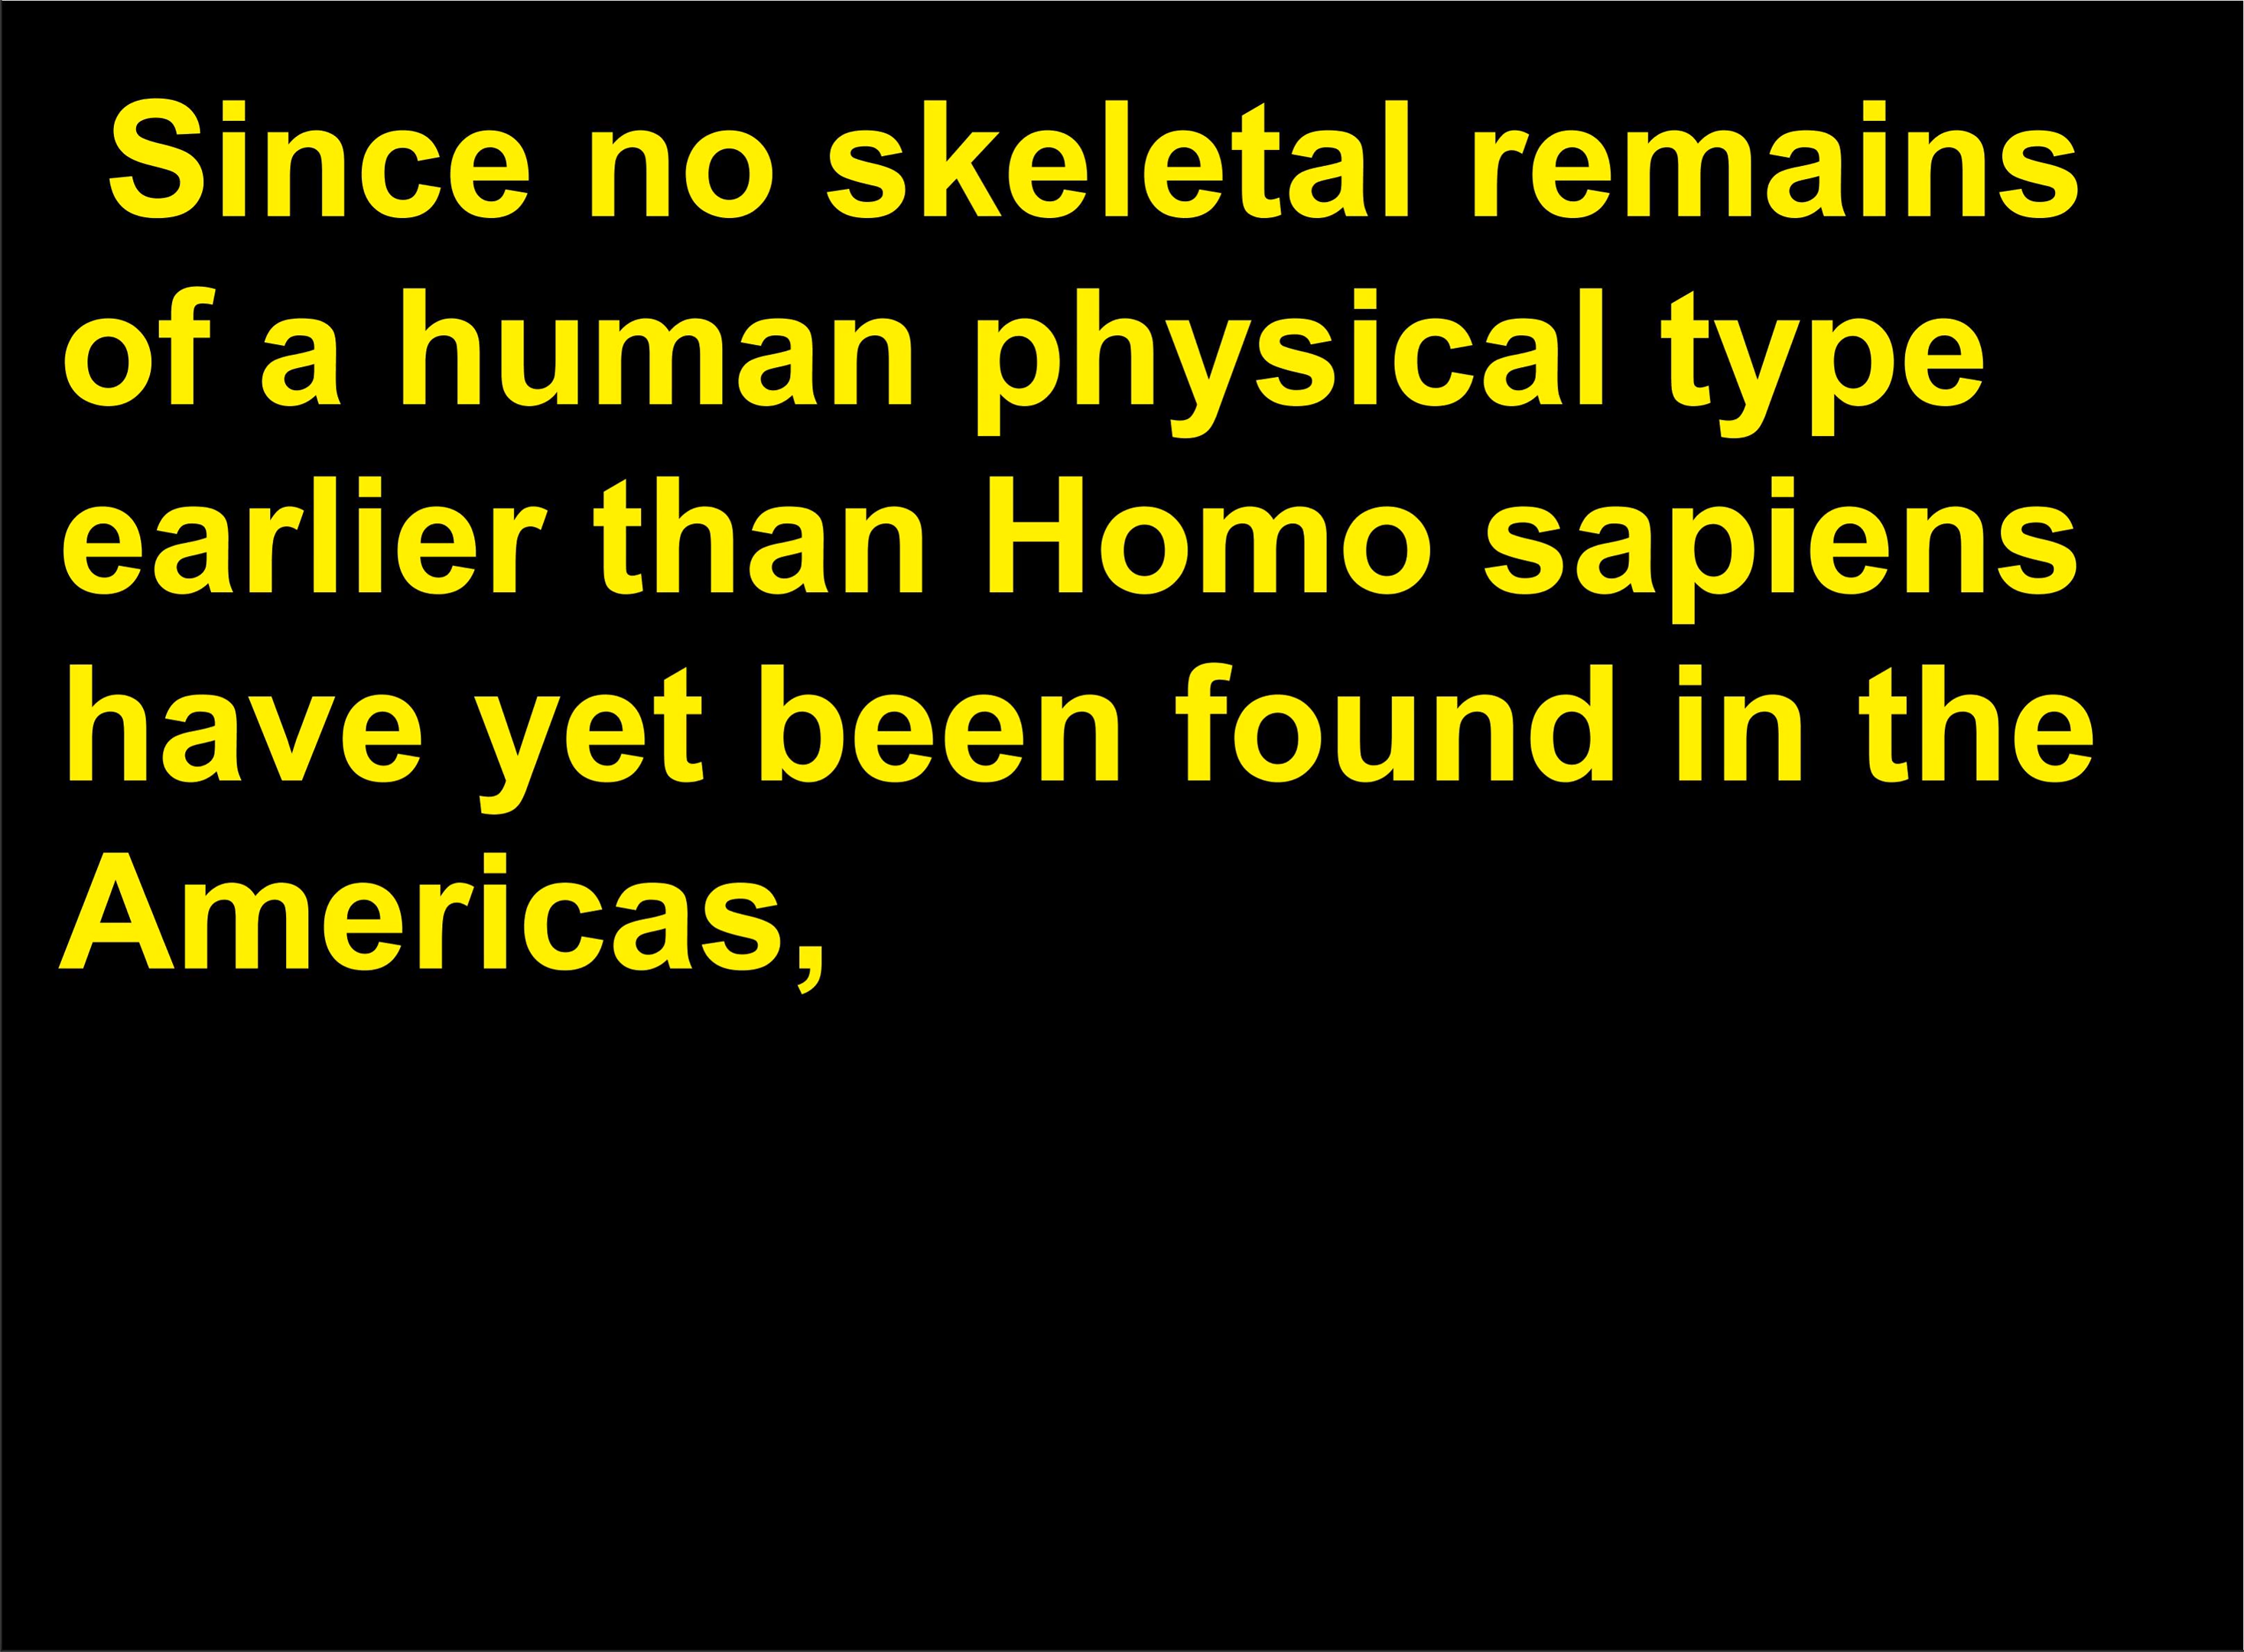 Since no skeletal remains
of a human physical type
earlier than Homo sapiens
have yet been found in the
Americas,